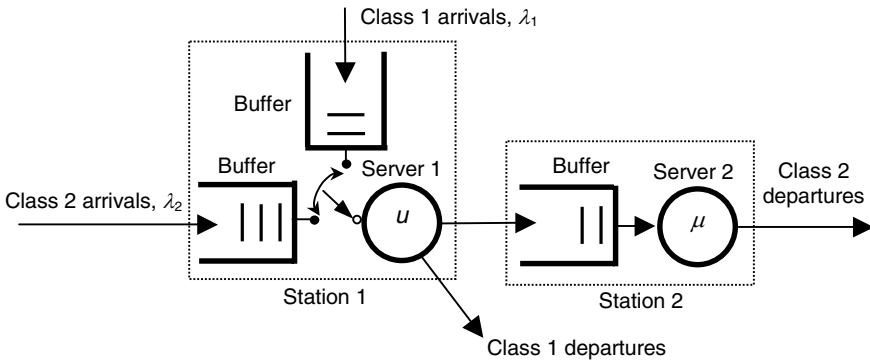 Class 1 arrivals, λ1
Buffer
Buffer
Server 1
Class 2 arrivals, λ2
u
Station 1
Class 1 departures
Buffer
Server 2
μ
Station 2
Class 2
departures